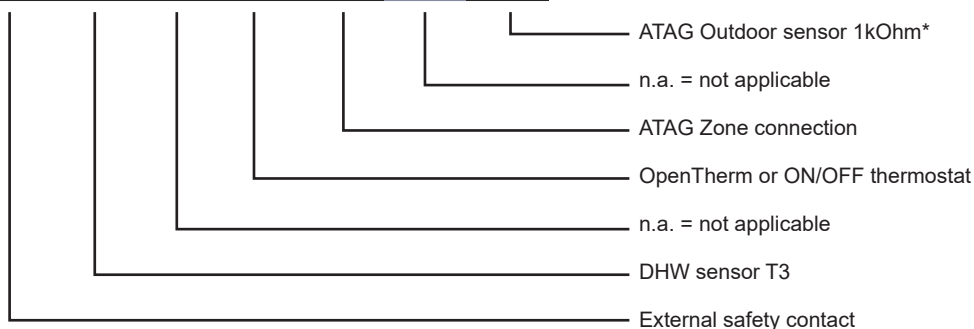 ATAG Outdoor sensor 1kOhm*
n.a. = not applicable
ATAG Zone connection
OpenTherm or ON/OFF thermostat
n.a. = not applicable
DHW sensor T3
External safety contact